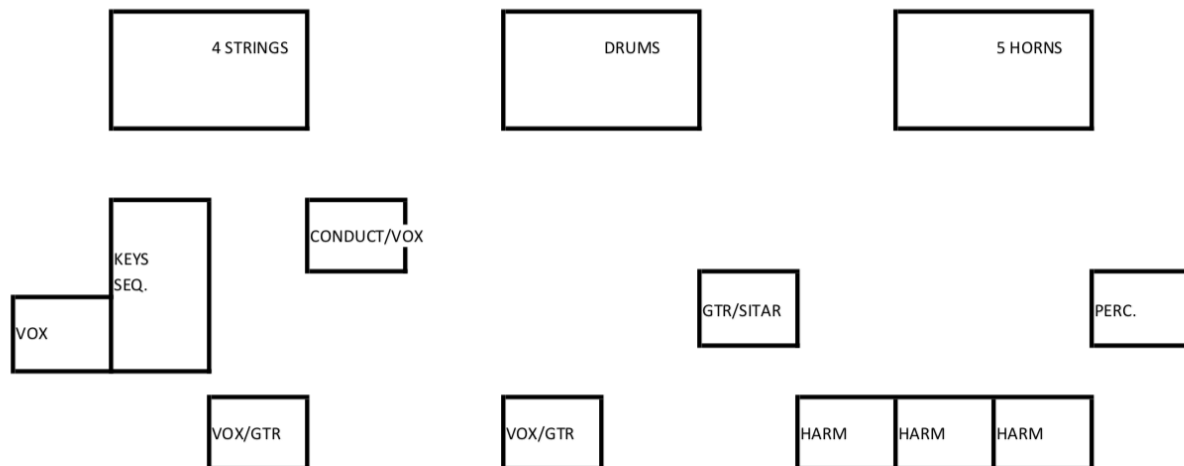 4 STRINGS
DRUMS
5 HORNS
CONDUCT/VOX
KEYS
SEQ.
VOX
GTR/SITAR
PERC.
VOX/GTR
VOX/GTR
HARM
HARM
HARM